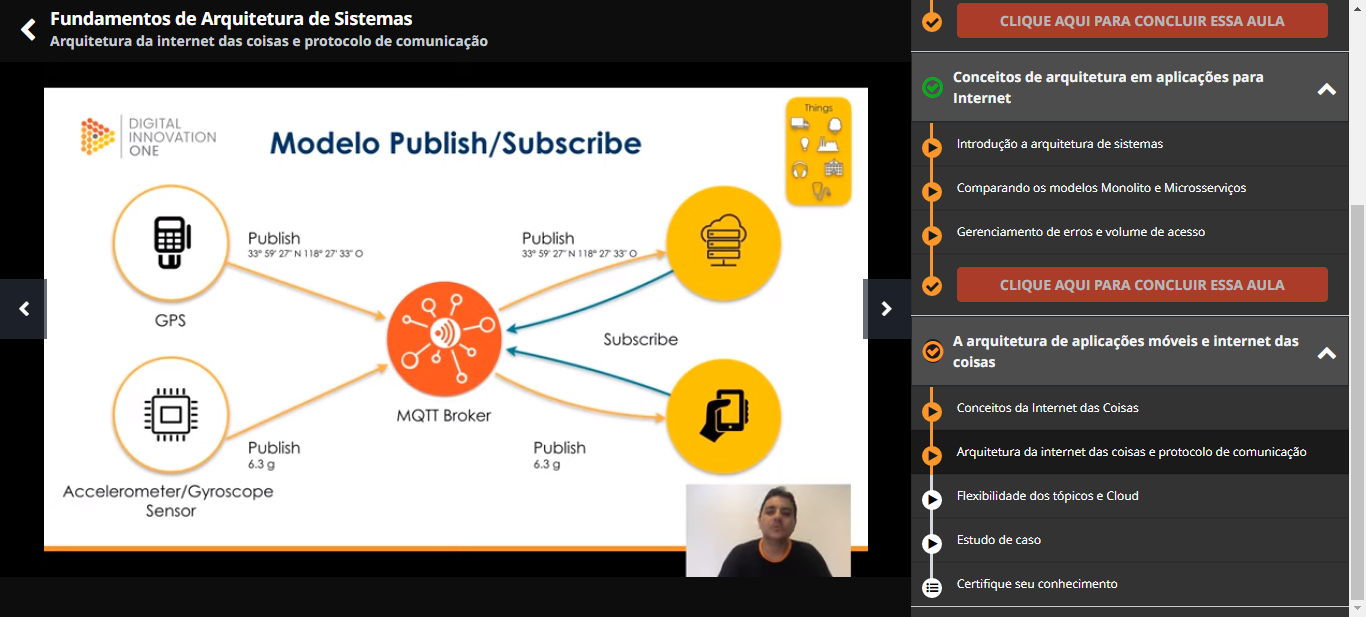 Fundamentos de Arquitetura de Sistemas
Arquitetura da internet das coisas e protocolo de comunicação
DIGITAL
INNOVATION
ONE
Modelo Publish/Subscribe
Things
Publish
33° 59' 27" N 118° 27' 33" O
Publish
33° 59' 27" N 118° 27' 33" O
GPS
Subscribe
MQTT Broker
Publish
6.3 g
Publish
6.3 g
Accelerometer/Gyroscope
Sensor
CLIQUE AQUI PARA CONCLUIR ESSA AULA
Conceitos de arquitetura em aplicações para
Internet
Introdução a arquitetura de sistemas
Comparando os modelos Monolito e Microsserviços
Gerenciamento de erros e volume de acesso
CLIQUE AQUI PARA CONCLUIR ESSA AULA
A arquitetura de aplicações móveis e internet das
coisas
Conceitos da Internet das Coisas
Arquitetura da internet das coisas e protocolo de comunicação
Flexibilidade dos tópicos e Cloud
Estudo de caso
Certifique seu conhecimento